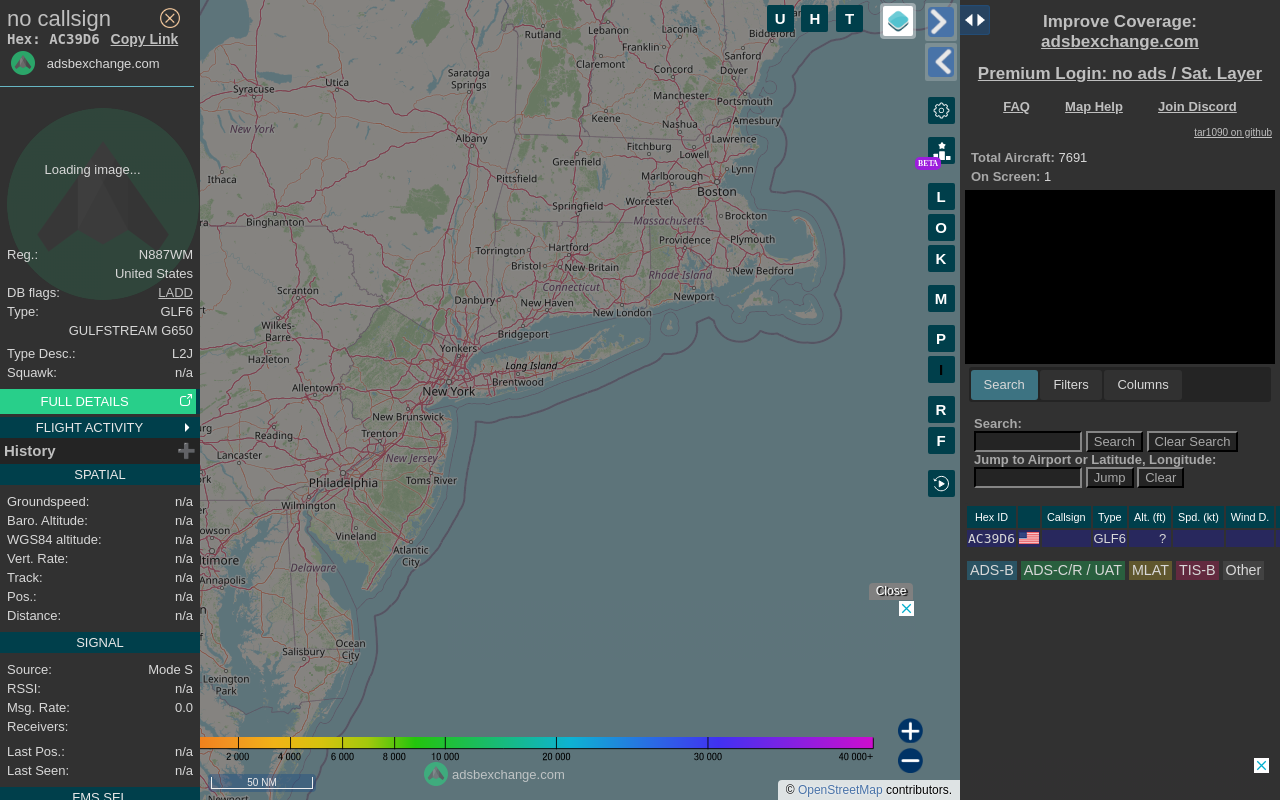 no callsign
Hex: AC39D6 Copy Link
adsbexchange.com
Loading image...
Reg.: N887WM
United States
DB flags: LADD
Type: GLF6
GULFSTREAM G650
Type Desc.: L2J
Squawk: n/a
FULL DETAILS
FLIGHT ACTIVITY
History
SPATIAL
Groundspeed: n/a
Baro. Altitude: n/a
WGS84 altitude: n/a
Vert. Rate: n/a
Track: n/a
Pos.: n/a
Distance: n/a
SIGNAL
Source: Mode S
RSSI: n/a
Msg. Rate: 0.0
Receivers:
Last Pos.: n/a
Last Seen: n/a
FMS SEL
Rutland
Lebanon
Laconia
Franklin
Biddeford
Claremont
Sanford
Concord
Dover
Utica
Saratoga
Springs
Syracuse
Manchester
Portsmouth
Keene
Nashua
Amesbury
New York
Albany
Lawrence
Fitchburg
Lowell
Greenfield
Lynn
Ithaca
Pittsfield
Marlborough
Boston
Worcester
Springfield
Brockton
Binghamton
Massachusetts
Torrington
Hartford
Providence
Plymouth
Bristol
New Britain
Rhode Island
New Bedford
Connecticut
Scranton
Danbury
New Haven
Newport
New London
Wilkes-
Barre
Bridgeport
Yonkers
Hazleton
Long Island
Brentwood
Allentown
New York
New Brunswick
Reading
Trenton
Lancaster
New Jersey
Philadelphia
Toms River
Wilmington
Vineland
Atlantic
City
Annapolis
Delaware
Ocean
City
Salisbury
Lexington
Park
Newport
U H T
BETA
L
O
K
M
P
I
R
F
Close
2 000 4 000 6 000 8 000 10 000 20 000 30 000 40 000+
50 NM
adsbexchange.com
© OpenStreetMap contributors.
Improve Coverage:
adsbexchange.com
Premium Login: no ads / Sat. Layer
FAQ Map Help Join Discord
tar1090 on github
Total Aircraft: 7691
On Screen: 1
Search Filters Columns
Search:
Search Clear Search
Jump to Airport or Latitude, Longitude:
Jump Clear
Hex ID Callsign Type Alt. (ft) Spd. (kt) Wind D.
AC39D6 GLF6 ?
ADS-B ADS-C/R / UAT MLAT TIS-B Other